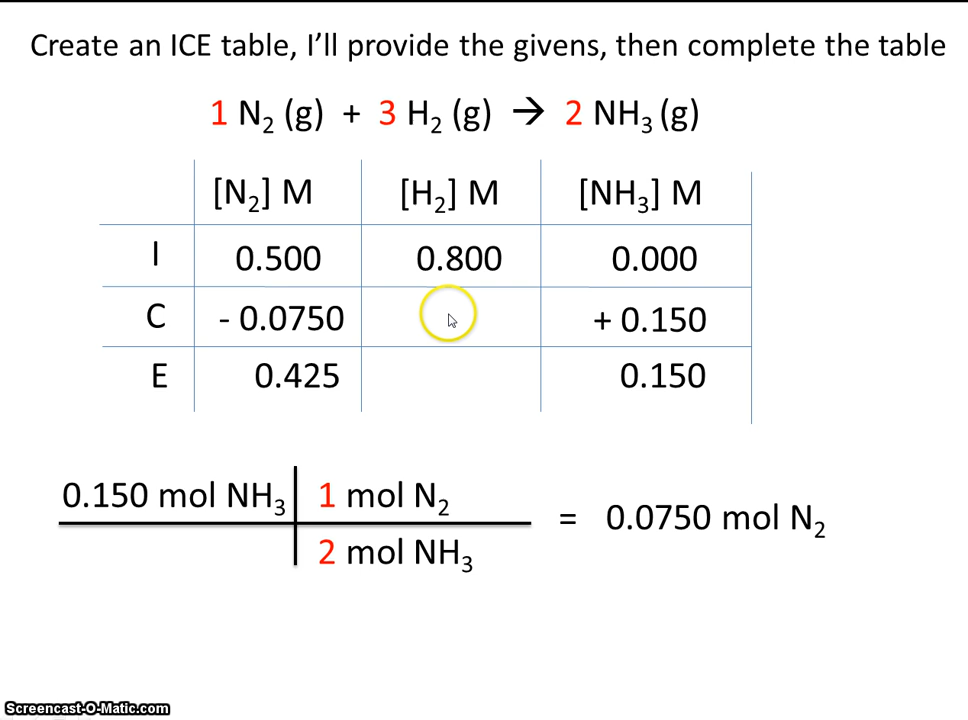 Create an ICE table, I'll provide the givens, then complete the table
1 N₂ (g) + 3 H₂ (g) → 2 NH₃ (g)
[N₂] M [H₂] M [NH₃] M
I 0.500 0.800 0.000
C - 0.0750 + 0.150
E 0.425 0.150
0.150 mol NH₃ 1 mol N₂
= 0.0750 mol N₂
2 mol NH₃
Screencast-O-Matic.com